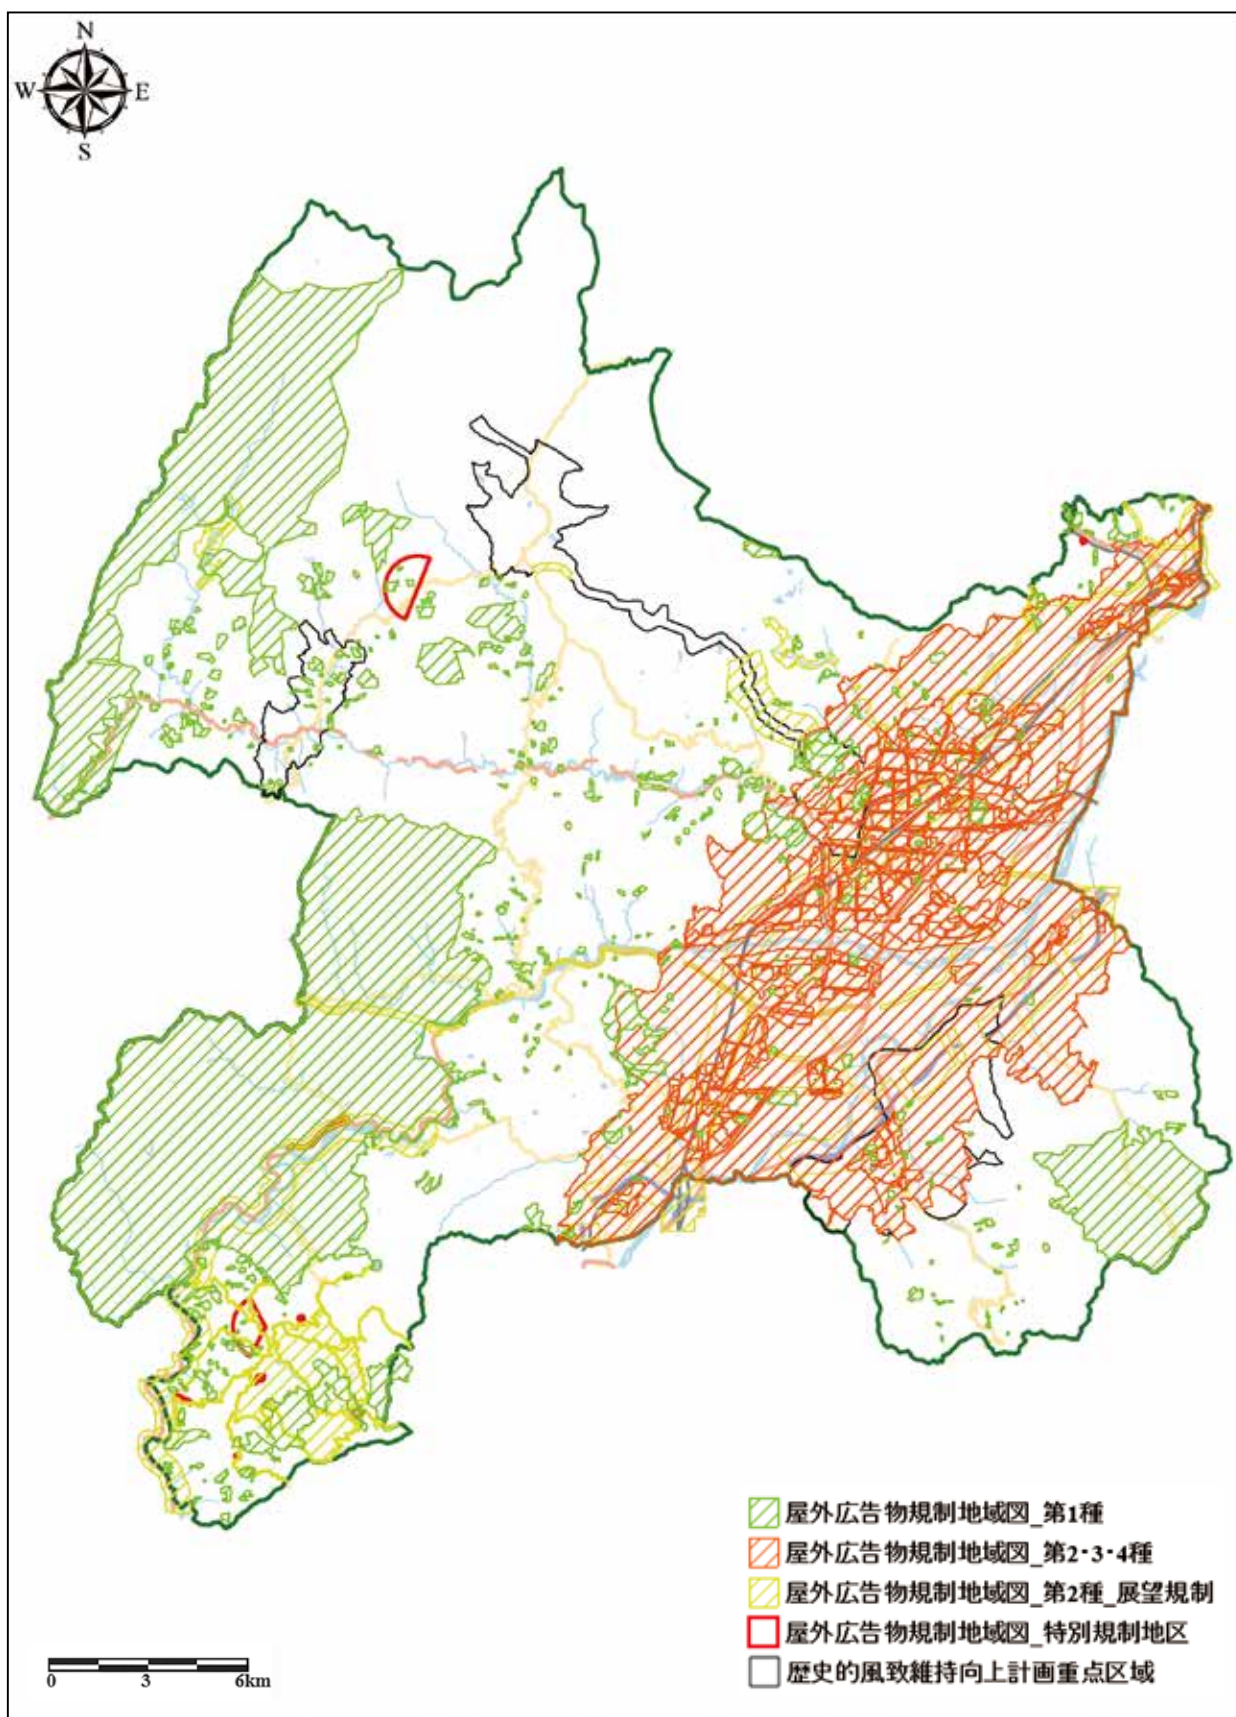 N
W E
S
屋外広告物規制地域図_第1種
屋外広告物規制地域図_第2・3・4種
屋外広告物規制地域図_第2種_展望規制
屋外広告物規制地域図_特別規制地区
歴史的風致維持向上計画重点区域
0 3 6km